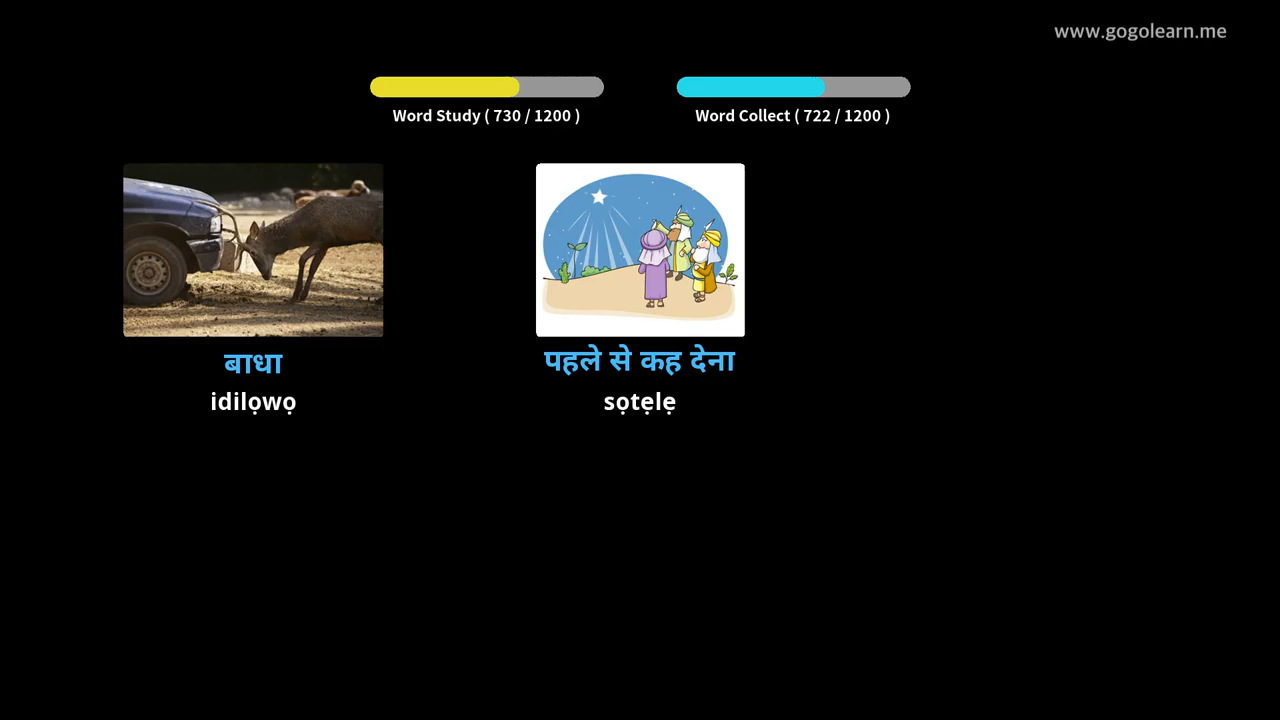 www.gogolearn.me
Word Study ( 730 / 1200 )
Word Collect ( 722 / 1200 )
बाधा
idilọwọ
पहले से कह देना
sọtẹlẹ